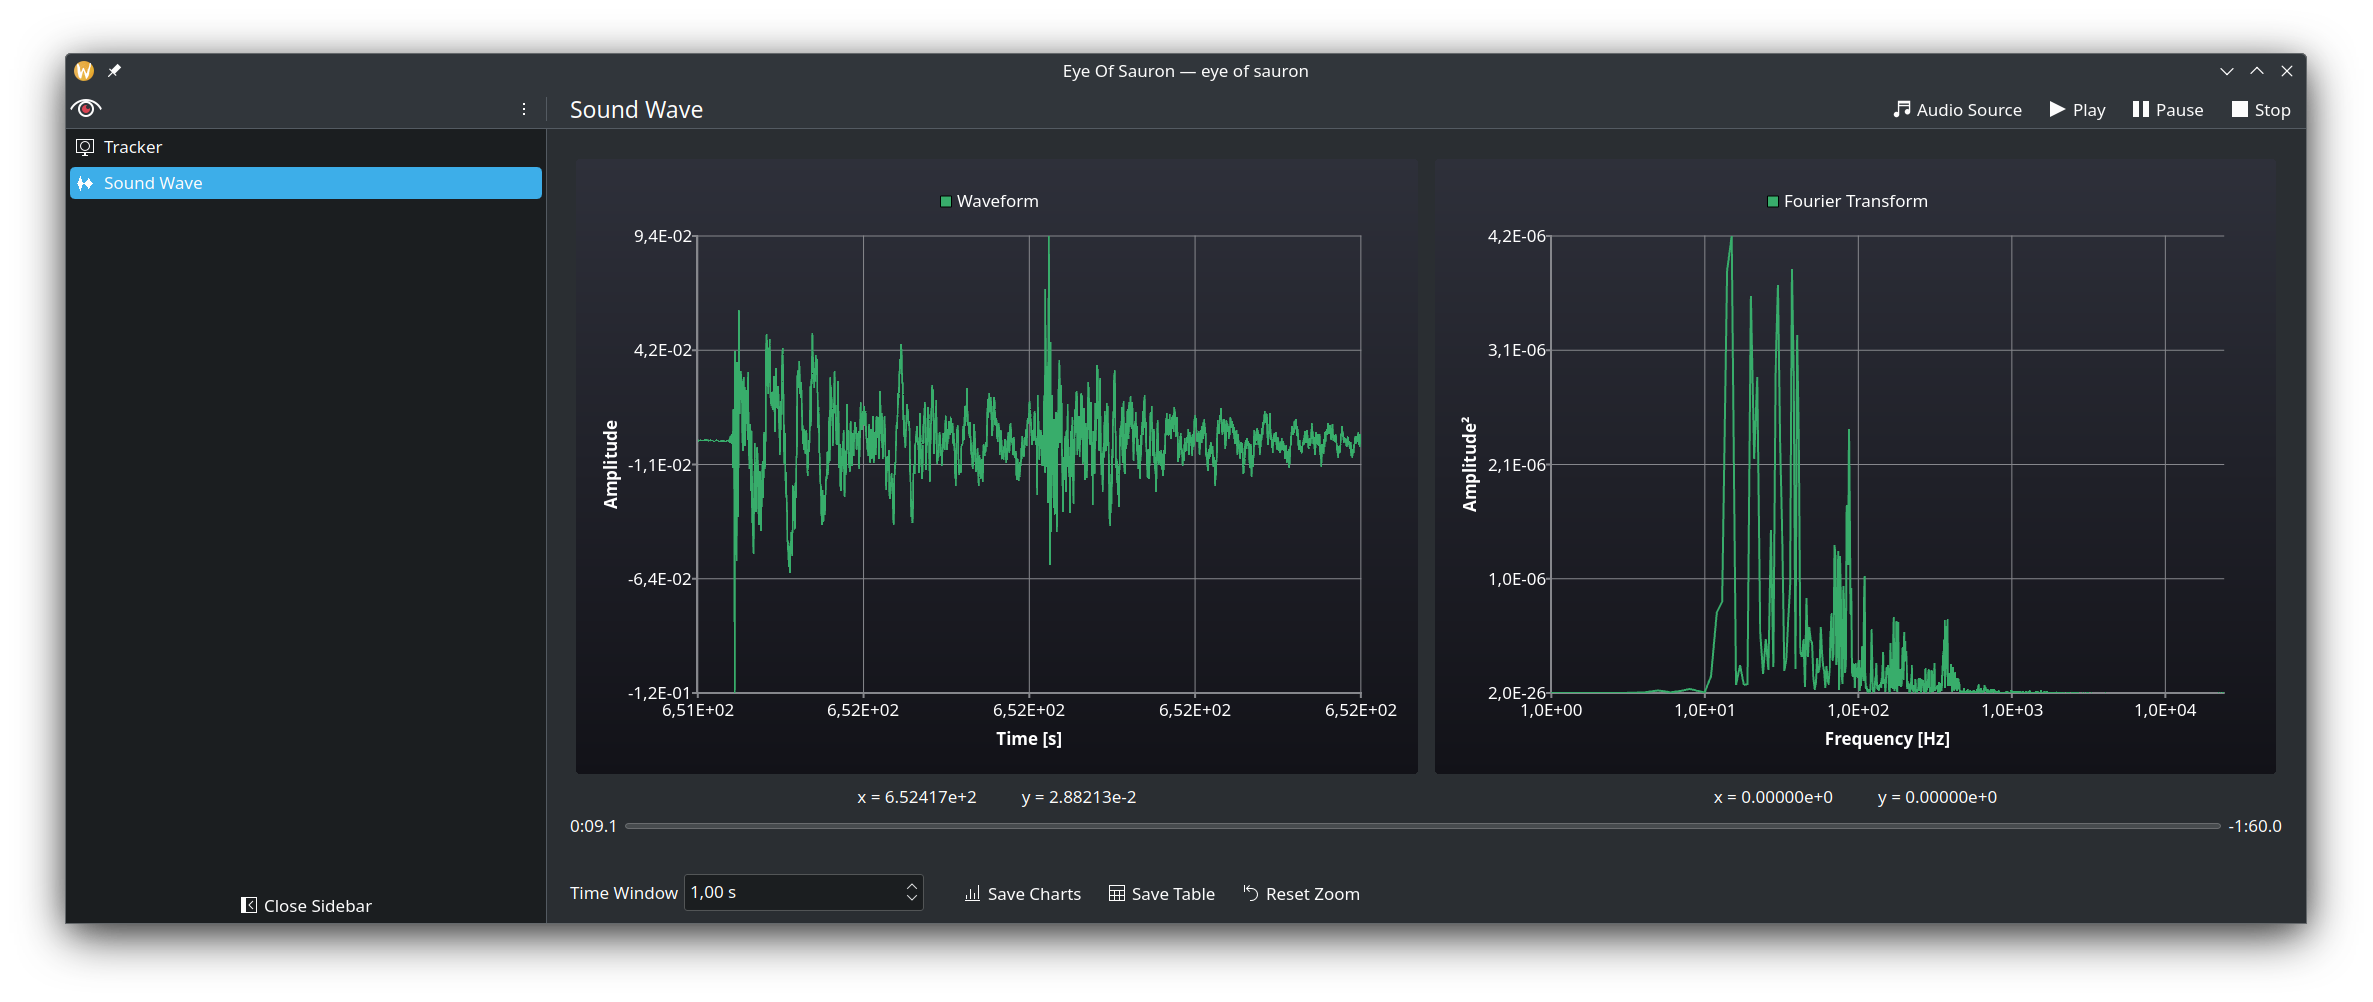 Eye Of Sauron — eye of sauron
Sound Wave
Audio Source Play Pause Stop
Tracker
Sound Wave
Close Sidebar
Waveform
9,4E-02
4,2E-02
-1,1E-02
-6,4E-02
-1,2E-01
Amplitude
6,51E+02 6,52E+02 6,52E+02 6,52E+02 6,52E+02
Time [s]
Fourier Transform
4,2E-06
3,1E-06
2,1E-06
1,0E-06
2,0E-26
Amplitude²
1,0E+00 1,0E+01 1,0E+02 1,0E+03 1,0E+04
Frequency [Hz]
x = 6.52417e+2 y = 2.88213e-2
x = 0.00000e+0 y = 0.00000e+0
0:09.1 -1:60.0
Time Window 1,00 s Save Charts Save Table Reset Zoom